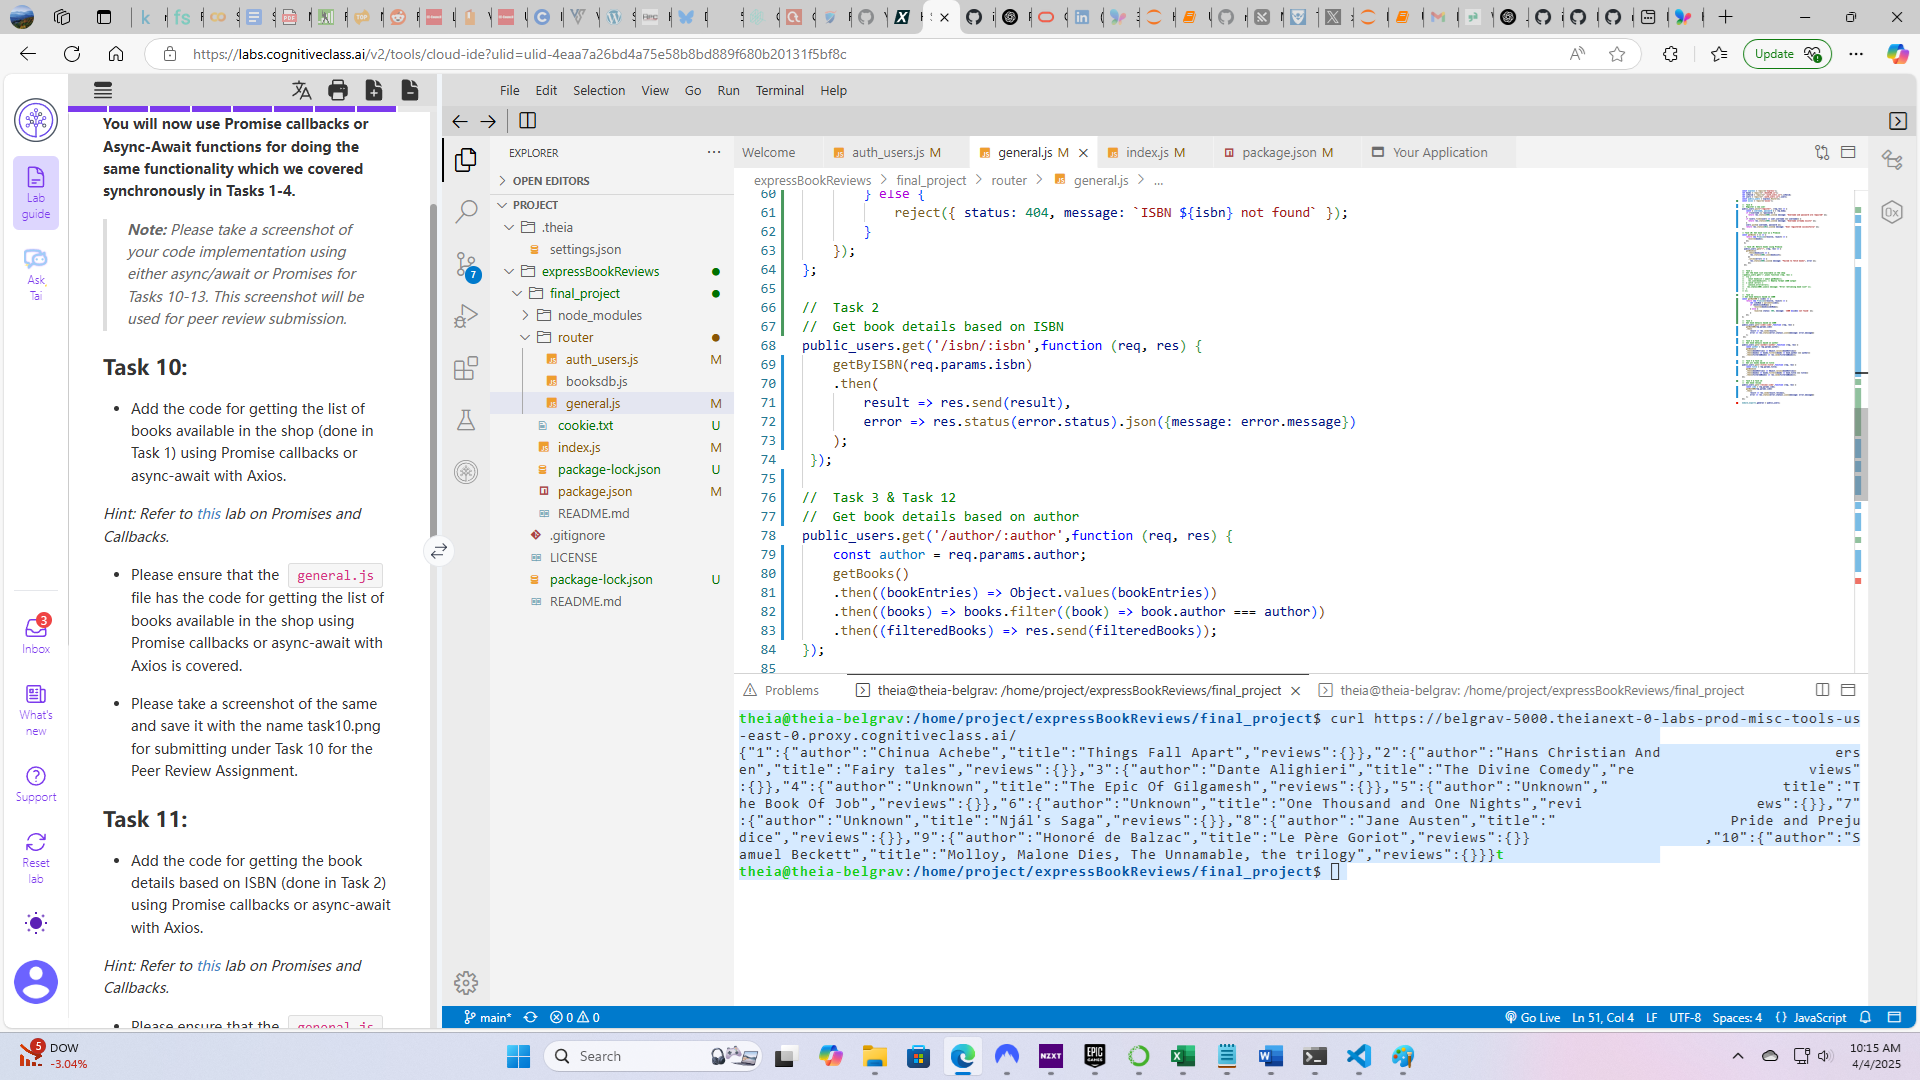 https://labs.cognitiveclass.ai/v2/tools/cloud-ide?ulid=ulid-4eaa7a26bd4a75e58b8bd889f680b20131f5bf8c
Update
Lab guide
Ask Tai
3
Inbox
What's new
Support
Reset lab
You will now use Promise callbacks or
Async-Await functions for doing the
same functionality which we covered
synchronously in Tasks 1-4.
Note: Please take a screenshot of
your code implementation using
either async/await or Promises for
Tasks 10-13. This screenshot will be
used for peer review submission.
Task 10:
Add the code for getting the list of
books available in the shop (done in
Task 1) using Promise callbacks or
async-await with Axios.
Hint: Refer to this lab on Promises and
Callbacks.
Please ensure that the general.js
file has the code for getting the list of
books available in the shop using
Promise callbacks or async-await with
Axios is covered.
Please take a screenshot of the same
and save it with the name task10.png
for submitting under Task 10 for the
Peer Review Assignment.
Task 11:
Add the code for getting the book
details based on ISBN (done in Task 2)
using Promise callbacks or async-await
with Axios.
Hint: Refer to this lab on Promises and
Callbacks.
Please ensure that the general.js
File Edit Selection View Go Run Terminal Help
EXPLORER
OPEN EDITORS
PROJECT
.theia
settings.json
expressBookReviews
final_project
node_modules
router
auth_users.js M
booksdb.js
general.js M
cookie.txt U
index.js M
package-lock.json U
package.json M
README.md
.gitignore
LICENSE
package-lock.json U
README.md
7
Welcome auth_users.js M general.js M index.js M package.json M Your Application
expressBookReviews > final_project > router > general.js > ...
60 } else {
61 reject({ status: 404, message: `ISBN ${isbn} not found` });
62 }
63 });
64 };
65
66 // Task 2
67 // Get book details based on ISBN
68 public_users.get('/isbn/:isbn',function (req, res) {
69 getByISBN(req.params.isbn)
70 .then(
71 result => res.send(result),
72 error => res.status(error.status).json({message: error.message})
73 );
74 });
75
76 // Task 3 & Task 12
77 // Get book details based on author
78 public_users.get('/author/:author',function (req, res) {
79 const author = req.params.author;
80 getBooks()
81 .then((bookEntries) => Object.values(bookEntries))
82 .then((books) => books.filter((book) => book.author === author))
83 .then((filteredBooks) => res.send(filteredBooks));
84 });
85
Problems theia@theia-belgrav: /home/project/expressBookReviews/final_project theia@theia-belgrav: /home/project/expressBookReviews/final_project
theia@theia-belgrav:/home/project/expressBookReviews/final_project$ curl https://belgrav-5000.theianext-0-labs-prod-misc-tools-us
-east-0.proxy.cognitiveclass.ai/
{"1":{"author":"Chinua Achebe","title":"Things Fall Apart","reviews":{}},"2":{"author":"Hans Christian And ers
en","title":"Fairy tales","reviews":{}},"3":{"author":"Dante Alighieri","title":"The Divine Comedy","re views"
:{}},"4":{"author":"Unknown","title":"The Epic Of Gilgamesh","reviews":{}},"5":{"author":"Unknown"," title":"T
he Book Of Job","reviews":{}},"6":{"author":"Unknown","title":"One Thousand and One Nights","revi ews":{}},"7"
:{"author":"Unknown","title":"Njál's Saga","reviews":{}},"8":{"author":"Jane Austen","title":" Pride and Preju
dice","reviews":{}},"9":{"author":"Honoré de Balzac","title":"Le Père Goriot","reviews":{}} ,"10":{"author":"S
amuel Beckett","title":"Molloy, Malone Dies, The Unnamable, the trilogy","reviews":{}}}t
theia@theia-belgrav:/home/project/expressBookReviews/final_project$
main* 0 0 Go Live Ln 51, Col 4 LF UTF-8 Spaces: 4 JavaScript
5 DOW
-3.04%
Search
NZXT
EPIC GAMES
10:15 AM
4/4/2025